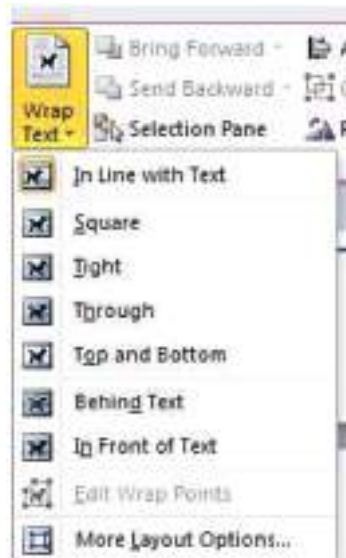 Bring Forward
Send Backward
Wrap
Text
Selection Pane
In Line with Text
Square
Tight
Through
Top and Bottom
Behind Text
In Front of Text
Edit Wrap Points
More Layout Options...